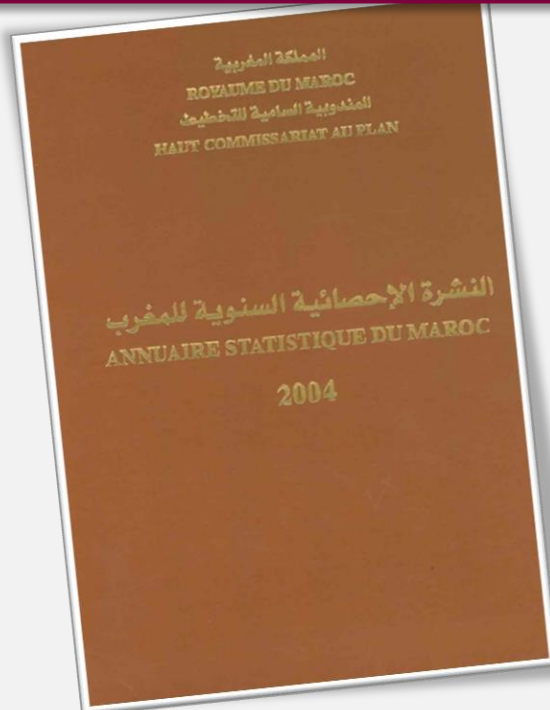 المملكة المغربية
ROYAUME DU MAROC
المندوبية السامية للتخطيط
HAUT COMMISSARIAT AU PLAN
النشرة الإحصائية السنوية للمغرب
ANNUAIRE STATISTIQUE DU MAROC
2004